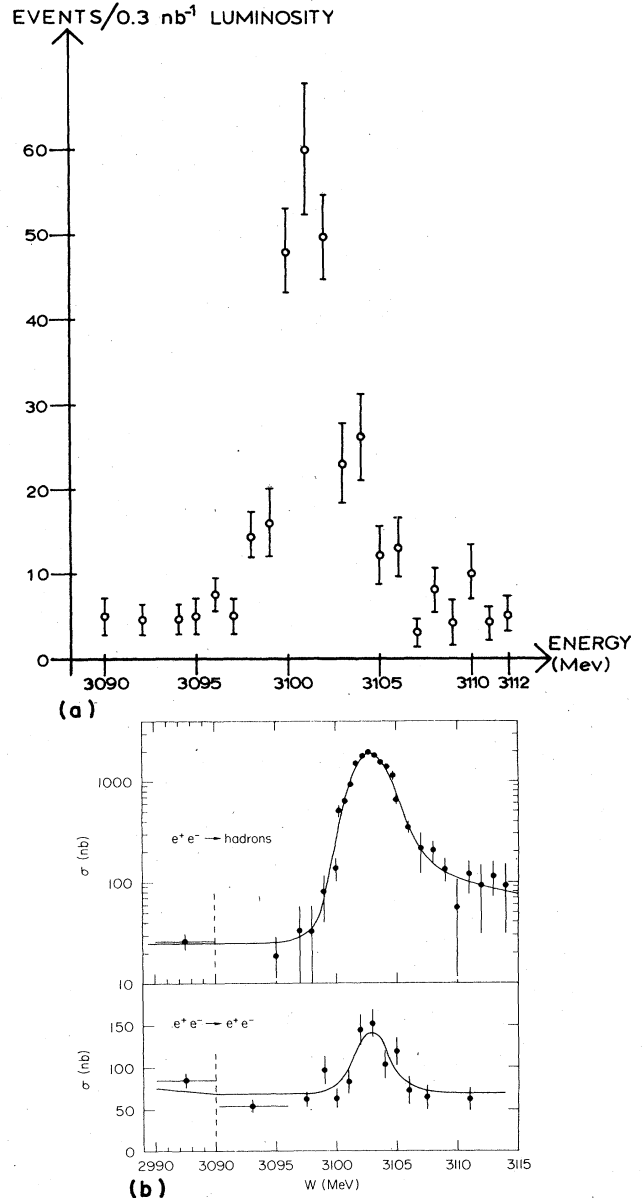 EVENTS/0.3 nb⁻¹ LUMINOSITY
60
50
40
30
20
10
0
3090 3095 3100 3105 3110 3112
ENERGY
(Mev)
(a)
1000
100
10
σ (nb)
e⁺ e⁻ → hadrons
150
100
50
0
σ (nb)
e⁺ e⁻ → e⁺ e⁻
2990 3090 3095 3100 3105 3110 3115
W (MeV)
(b)